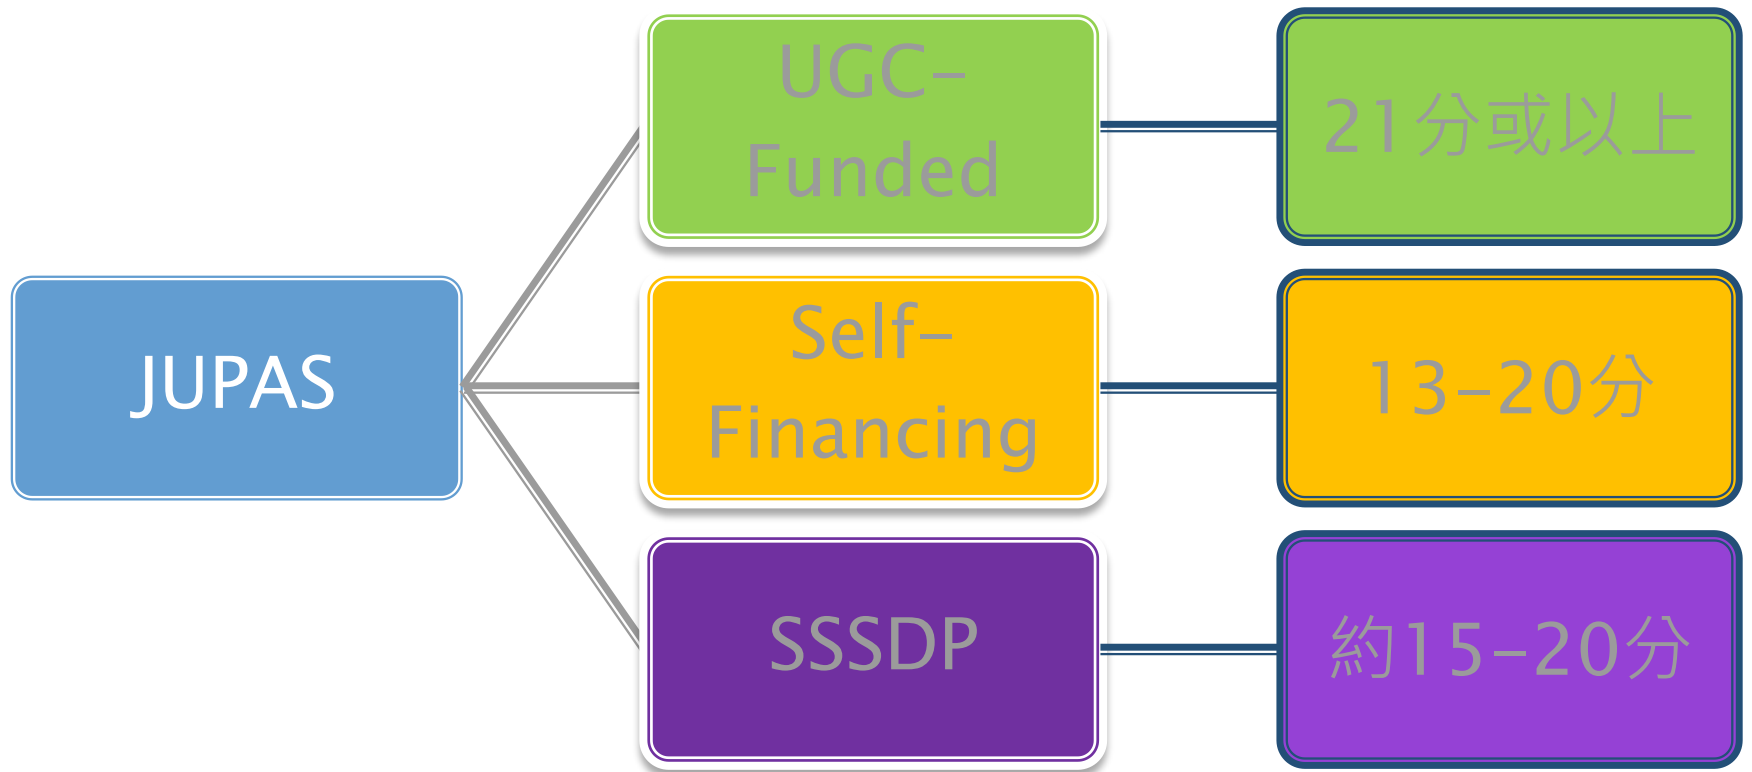 JUPAS
UGC-
Funded
21分或以上
Self-
Financing
13-20分
SSSDP
約15-20分